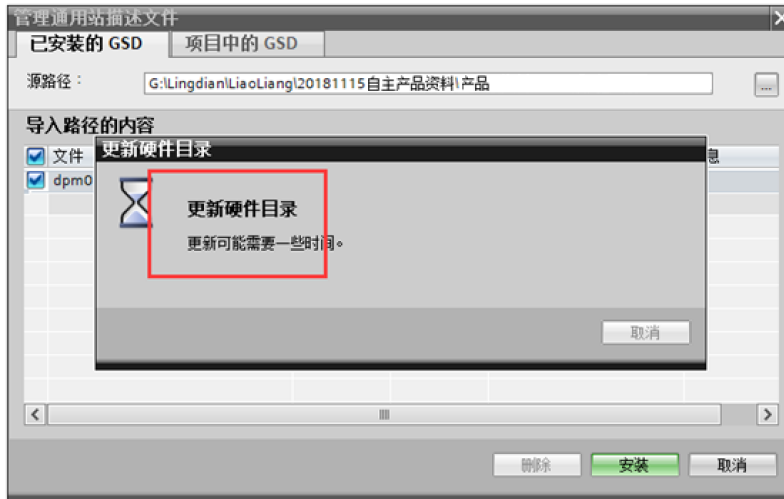 管理通用站描述文件
已安装的 GSD 项目中的 GSD
源路径： G:\Lingdian\LiaoLiang\20181115自主产品资料\产品 ...
导入路径的内容
文件 息
更新硬件目录
dpm0
更新硬件目录
更新可能需要一些时间。
取消
删除 安装 取消